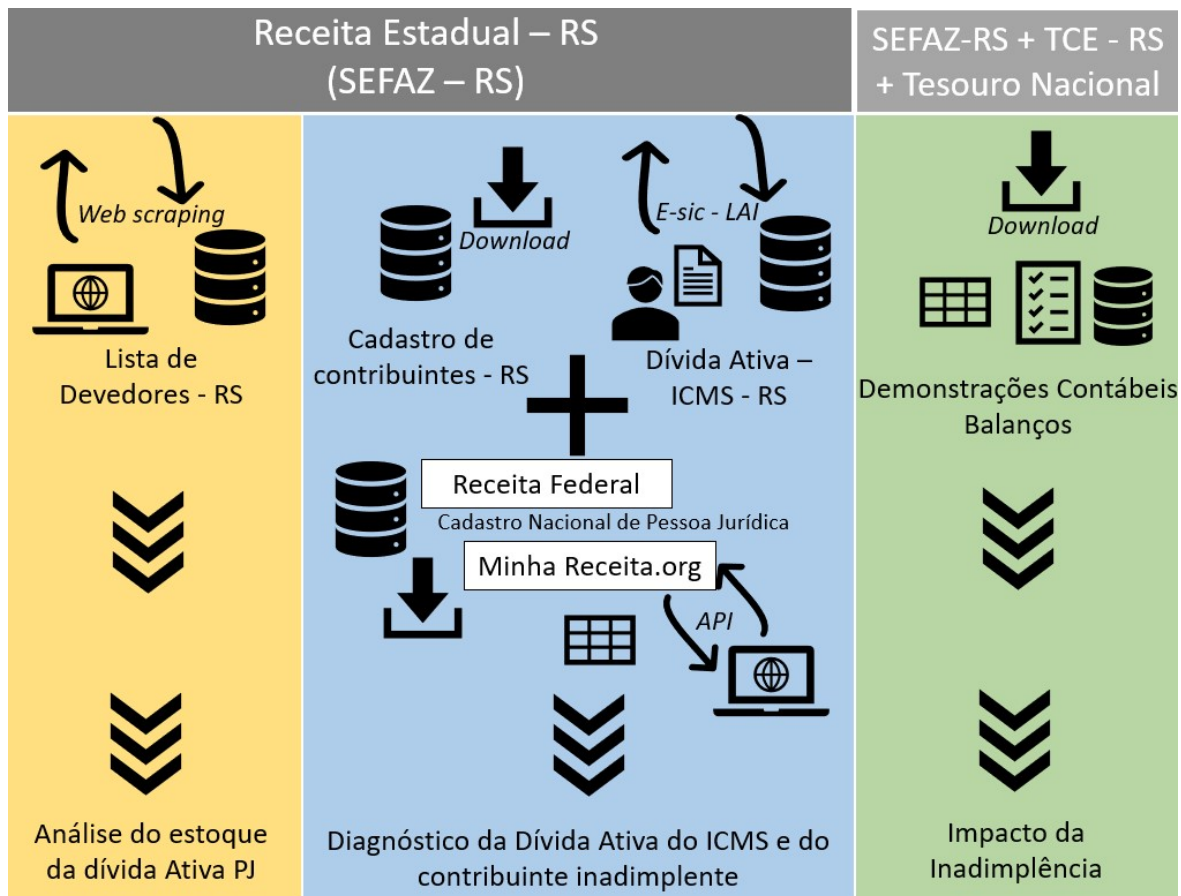 Receita Estadual – RS
(SEFAZ – RS)
SEFAZ-RS + TCE - RS
+ Tesouro Nacional
Web scraping
Lista de
Devedores - RS
Análise do estoque
da dívida Ativa PJ
Download
Cadastro de
contribuintes - RS
E-sic - LAI
Dívida Ativa –
ICMS - RS
Receita Federal
Cadastro Nacional de Pessoa Jurídica
Minha Receita.org
API
Diagnóstico da Dívida Ativa do ICMS e do
contribuinte inadimplente
Download
Demonstrações Contábeis
Balanços
Impacto da
Inadimplência